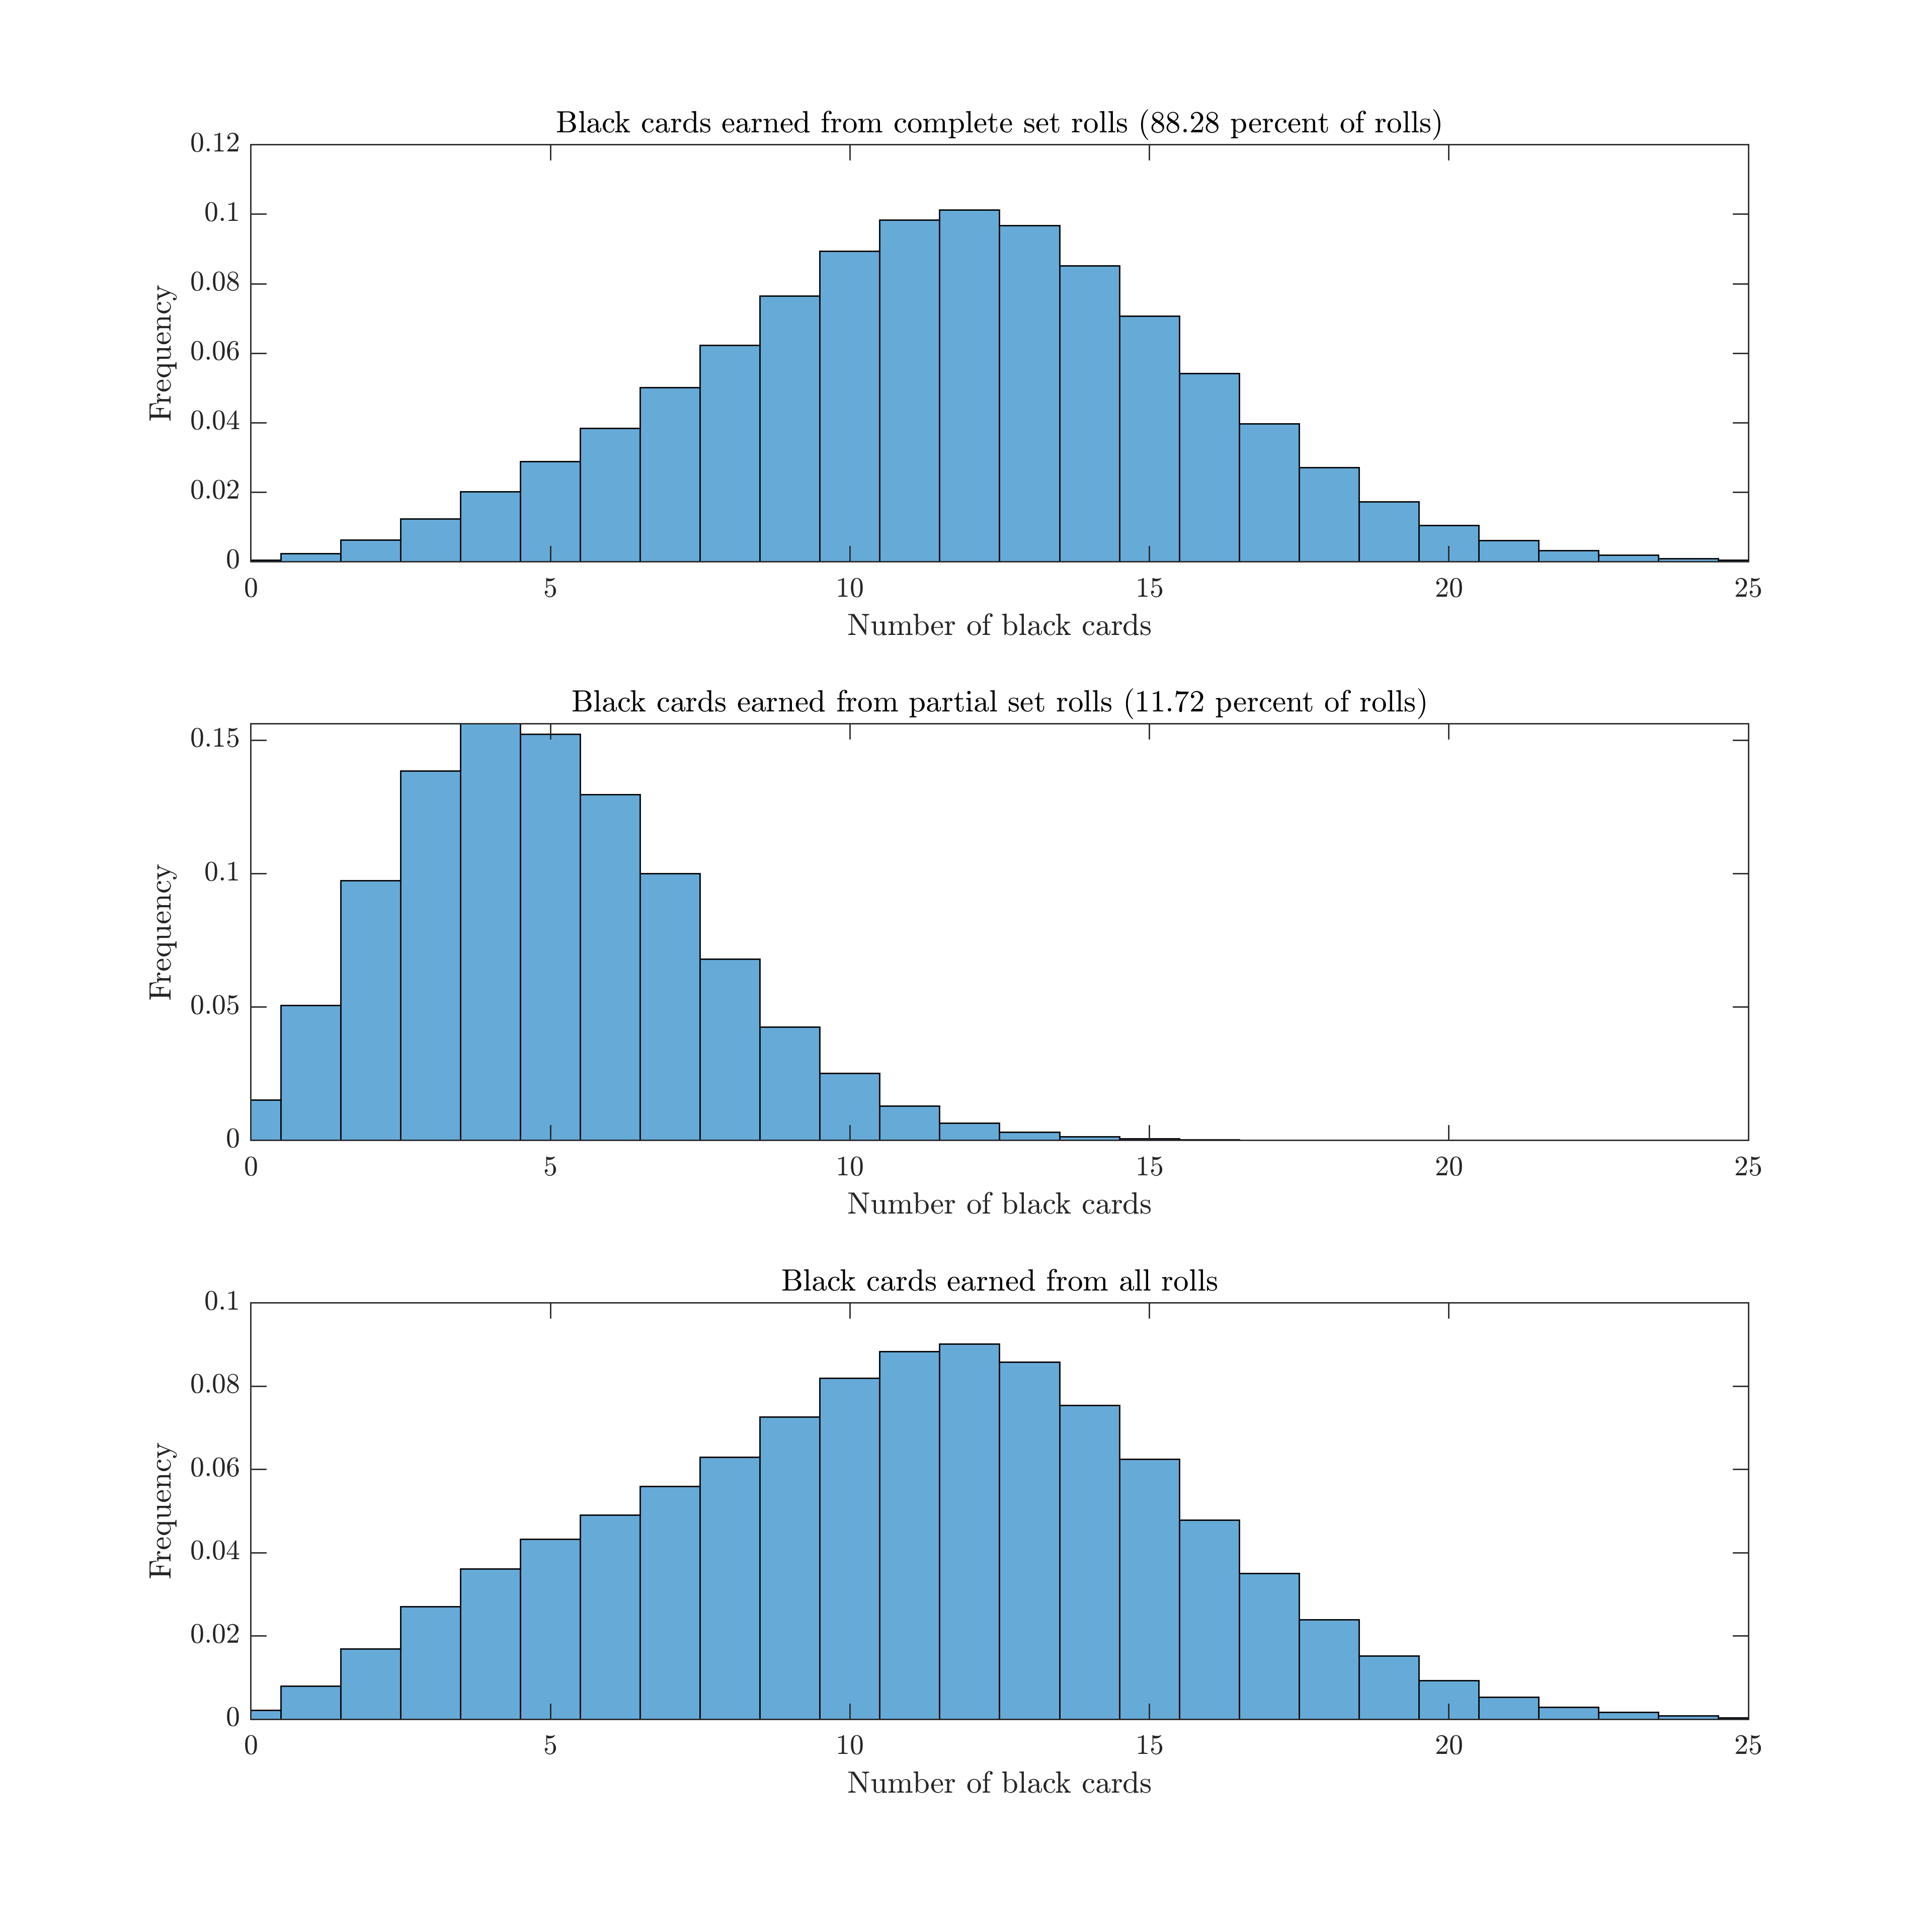 Black cards earned from complete set rolls (88.28 percent of rolls)
0.12
0.1
0.08
0.06
0.04
0.02
0
Frequency
0 5 10 15 20 25
Number of black cards
Black cards earned from partial set rolls (11.72 percent of rolls)
0.15
0.1
0.05
0
Frequency
0 5 10 15 20 25
Number of black cards
Black cards earned from all rolls
0.1
0.08
0.06
0.04
0.02
0
Frequency
0 5 10 15 20 25
Number of black cards